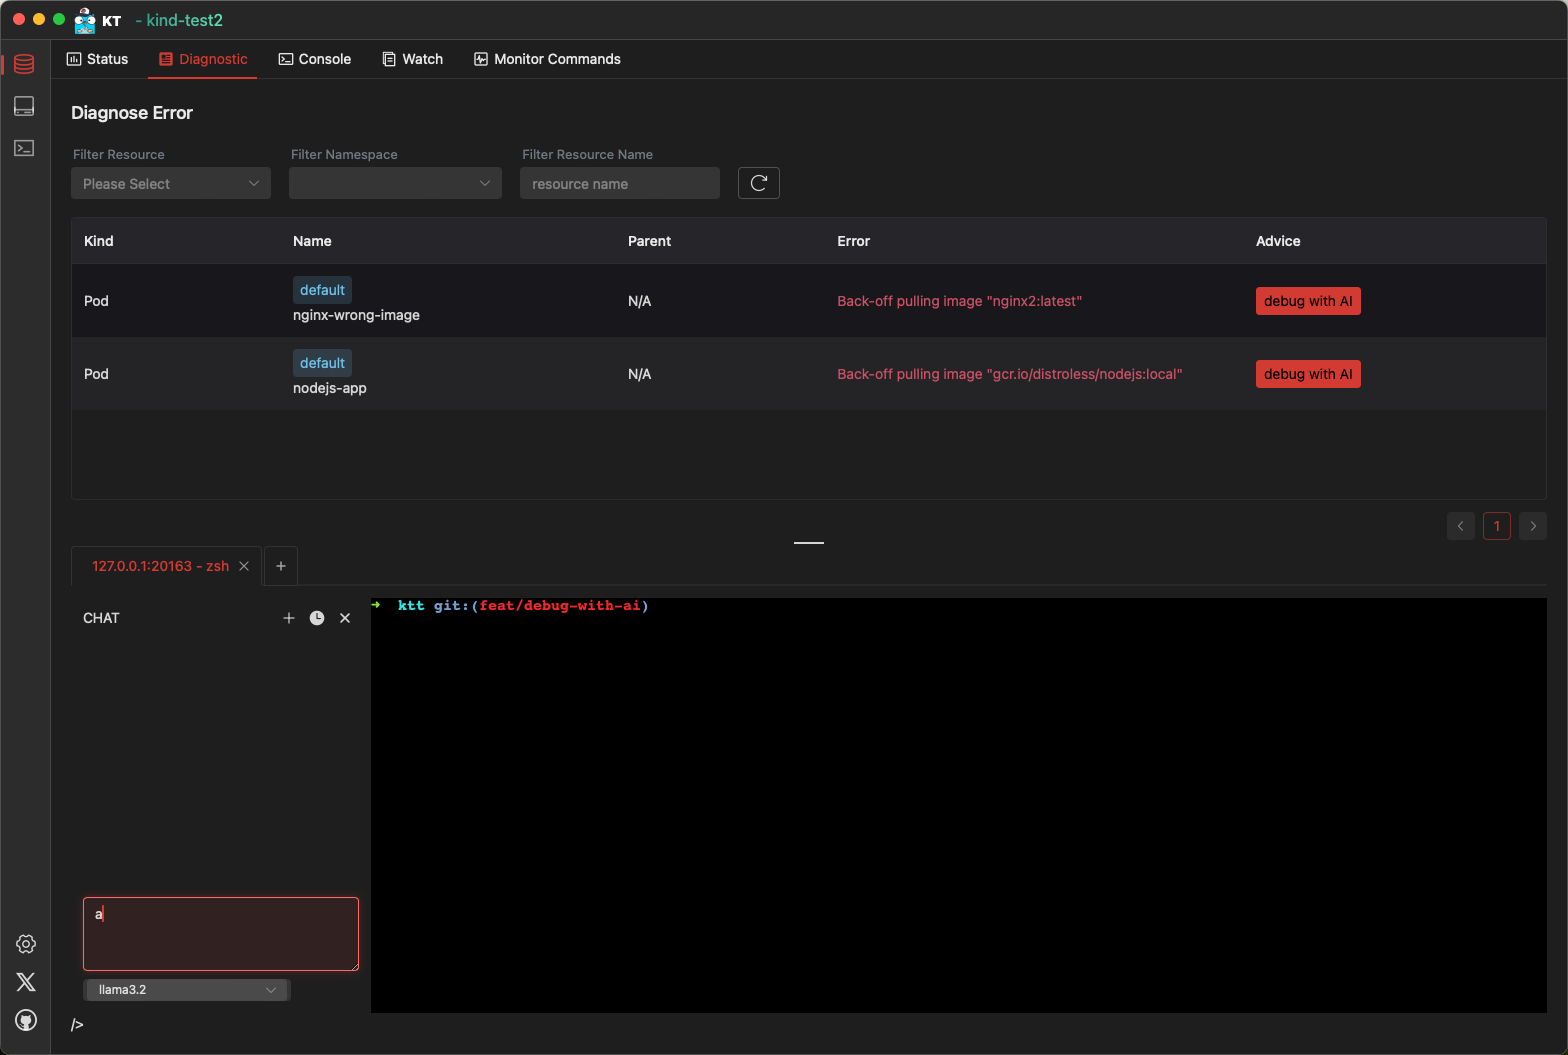 KT - kind-test2
Status Diagnostic Console Watch Monitor Commands
Diagnose Error
Filter Resource Filter Namespace Filter Resource Name
Please Select resource name
Kind Name Parent Error Advice
default
Pod N/A Back-off pulling image "nginx2:latest" debug with AI
nginx-wrong-image
default
Pod N/A Back-off pulling image "gcr.io/distroless/nodejs:local" debug with AI
nodejs-app
1
127.0.0.1:20163 - zsh
CHAT
➜ ktt git:(feat/debug-with-ai)
a
llama3.2
/>